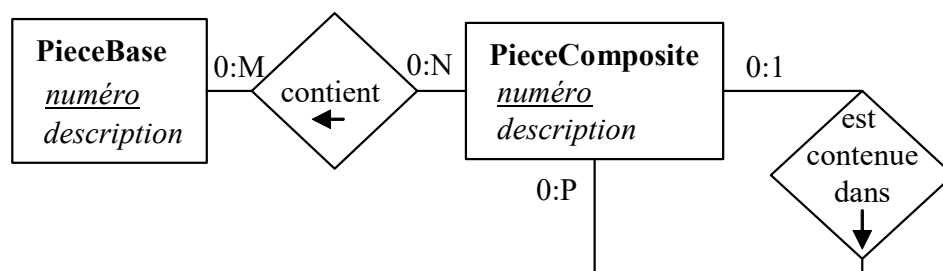 PieceBase
numéro
description
0:M
contient
0:N
PieceComposite
numéro
description
0:1
est
contenue
dans
0:P